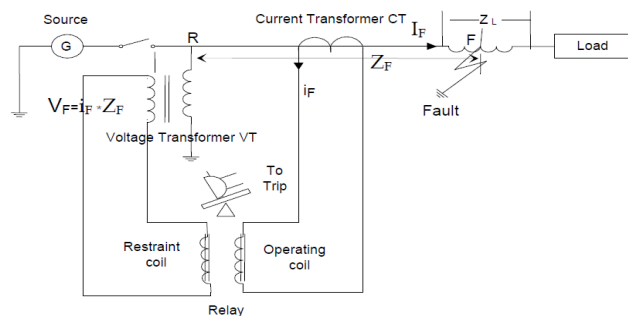 Source
G
R
Current Transformer CT
I_F
Z_L
F
Load
Z_F
i_F
Fault
V_F=i_F*Z_F
Voltage Transformer VT
To
Trip
Restraint
coil
Operating
coil
Relay